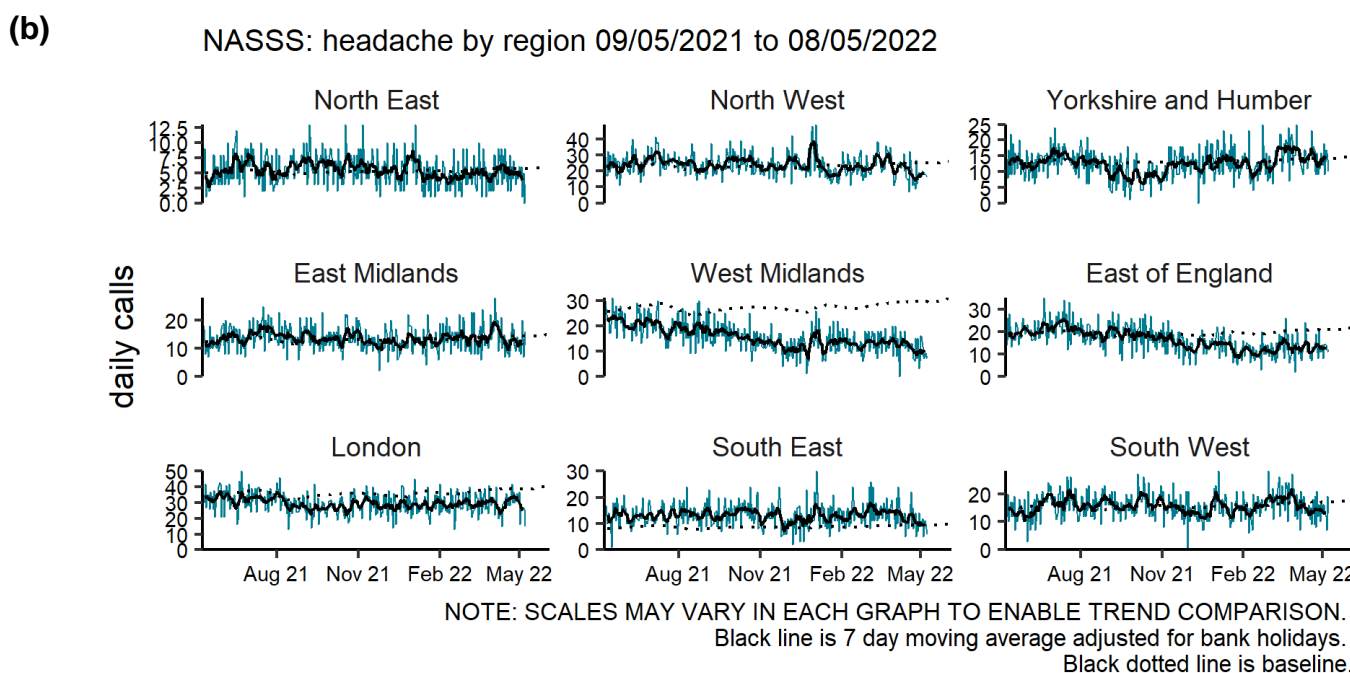 (b)
NASSS: headache by region 09/05/2021 to 08/05/2022
daily calls
North East
12.5
10.0
7.5
5.0
2.5
0.0
North West
40
30
20
10
0
Yorkshire and Humber
25
20
15
10
5
0
East Midlands
20
10
0
West Midlands
30
20
10
0
East of England
30
20
10
0
London
50
40
30
20
10
0
Aug 21 Nov 21 Feb 22 May 22
South East
30
20
10
0
Aug 21 Nov 21 Feb 22 May 22
South West
20
10
0
Aug 21 Nov 21 Feb 22 May 22
NOTE: SCALES MAY VARY IN EACH GRAPH TO ENABLE TREND COMPARISON.
Black line is 7 day moving average adjusted for bank holidays.
Black dotted line is baseline.